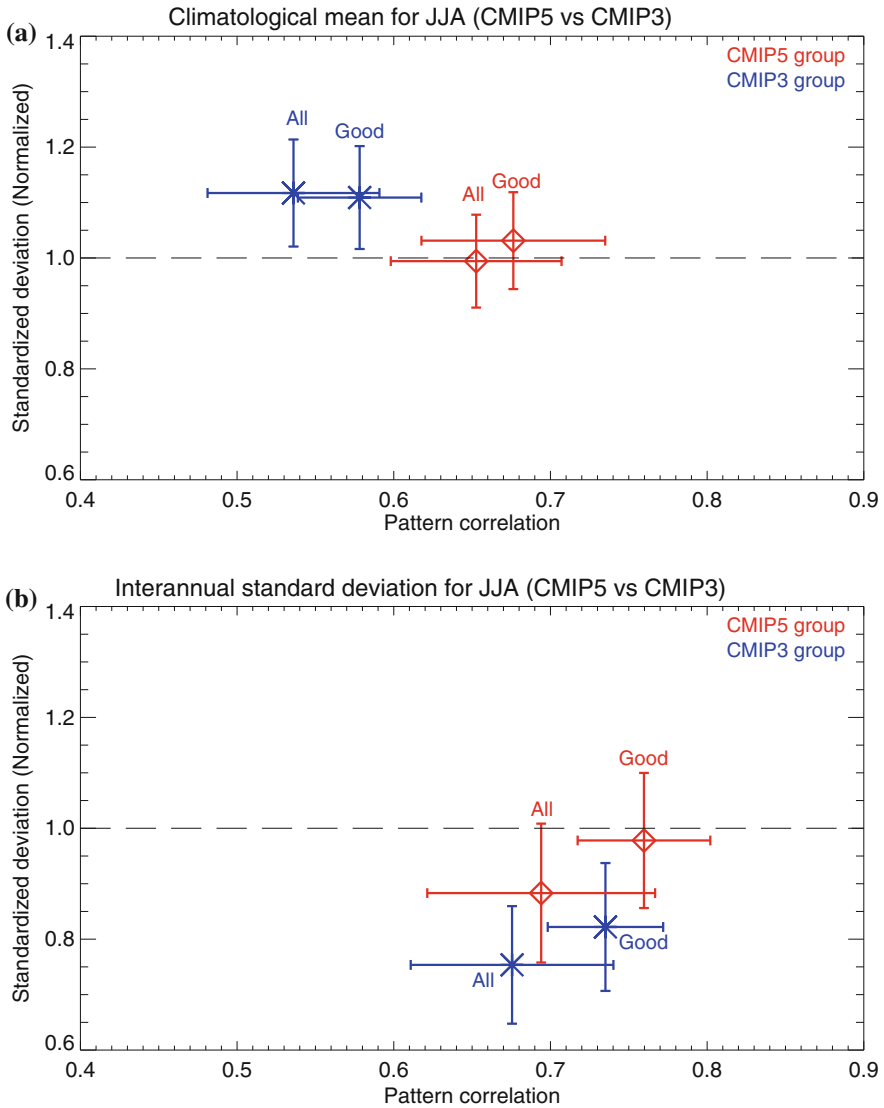 (a)
Climatological mean for JJA (CMIP5 vs CMIP3)
1.4
CMIP5 group
CMIP3 group
All
Good
1.2
Good
All
Standardized deviation (Normalized)
1.0
0.8
0.6
0.4 0.5 0.6 0.7 0.8 0.9
Pattern correlation
(b)
Interannual standard deviation for JJA (CMIP5 vs CMIP3)
1.4
CMIP5 group
CMIP3 group
1.2
Good
All
Standardized deviation (Normalized)
1.0
Good
0.8
All
0.6
0.4 0.5 0.6 0.7 0.8 0.9
Pattern correlation